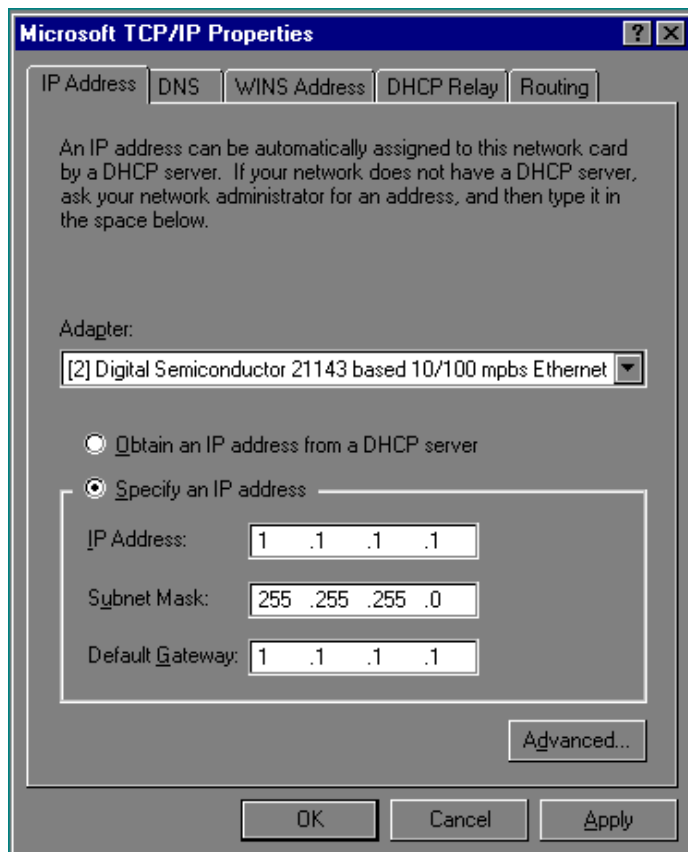 Microsoft TCP/IP Properties
IP Address DNS WINS Address DHCP Relay Routing
An IP address can be automatically assigned to this network card
by a DHCP server. If your network does not have a DHCP server,
ask your network administrator for an address, and then type it in
the space below.
Adapter:
[2] Digital Semiconductor 21143 based 10/100 mpbs Ethernet
Obtain an IP address from a DHCP server
Specify an IP address
IP Address: 1 .1 .1 .1
Subnet Mask: 255 .255 .255 .0
Default Gateway: 1 .1 .1 .1
Advanced...
OK Cancel Apply